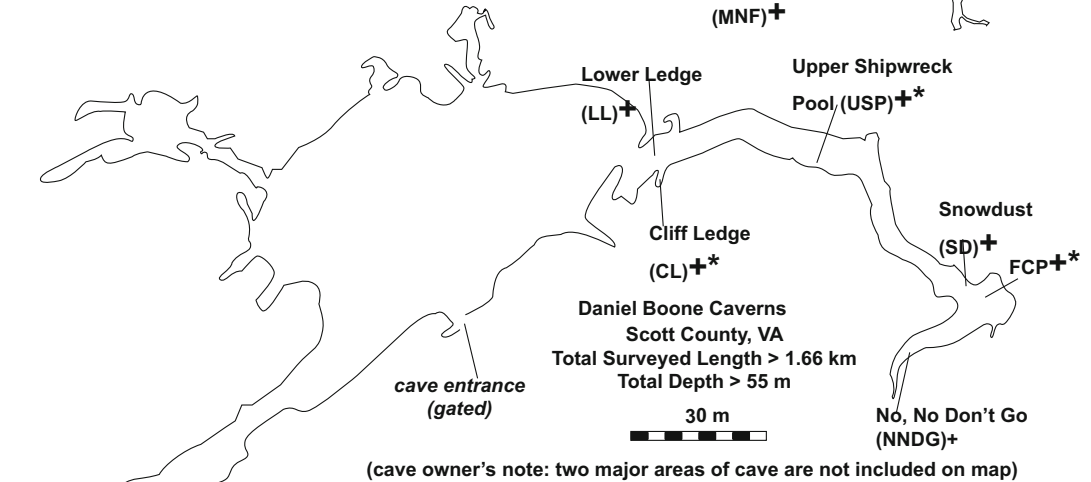 (MNF)+
Lower Ledge
(LL)+
Upper Shipwreck
Pool (USP)+*
Snowdust
(SD)+
FCP+*
Cliff Ledge
(CL)+*
Daniel Boone Caverns
Scott County, VA
Total Surveyed Length > 1.66 km
Total Depth > 55 m
30 m
cave entrance
(gated)
No, No Don't Go
(NNDG)+
(cave owner's note: two major areas of cave are not included on map)